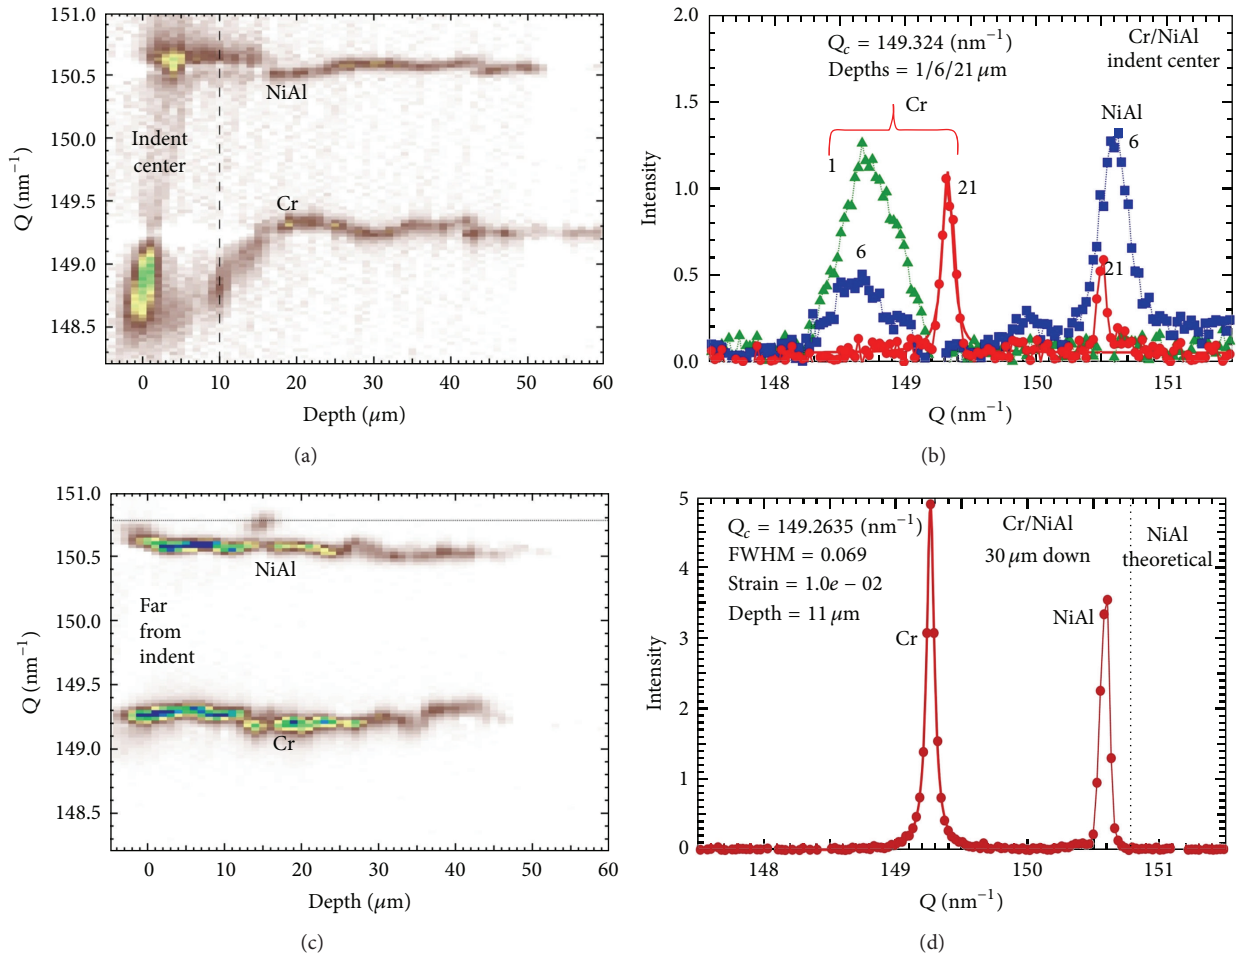 151.0
150.5
150.0
149.5
149.0
148.5
Q (nm⁻¹)
NiAl
Indent
center
Cr
0
10
20
30
40
50
60
Depth (μm)
(a)
2.0
1.5
1.0
0.5
0.0
Intensity
Q_c = 149.324 (nm⁻¹)
Depths = 1/6/21 μm
Cr/NiAl
indent center
Cr
NiAl
1
6
21
6
21
148
149
150
151
Q (nm⁻¹)
(b)
151.0
150.5
150.0
149.5
149.0
148.5
Q (nm⁻¹)
NiAl
Far
from
indent
Cr
0
10
20
30
40
50
60
Depth (μm)
(c)
5
4
3
2
1
0
Intensity
Q_c = 149.2635 (nm⁻¹)
FWHM = 0.069
Strain = 1.0e − 02
Depth = 11 μm
Cr/NiAl
30 μm down
NiAl
theoretical
Cr
NiAl
148
149
150
151
Q (nm⁻¹)
(d)